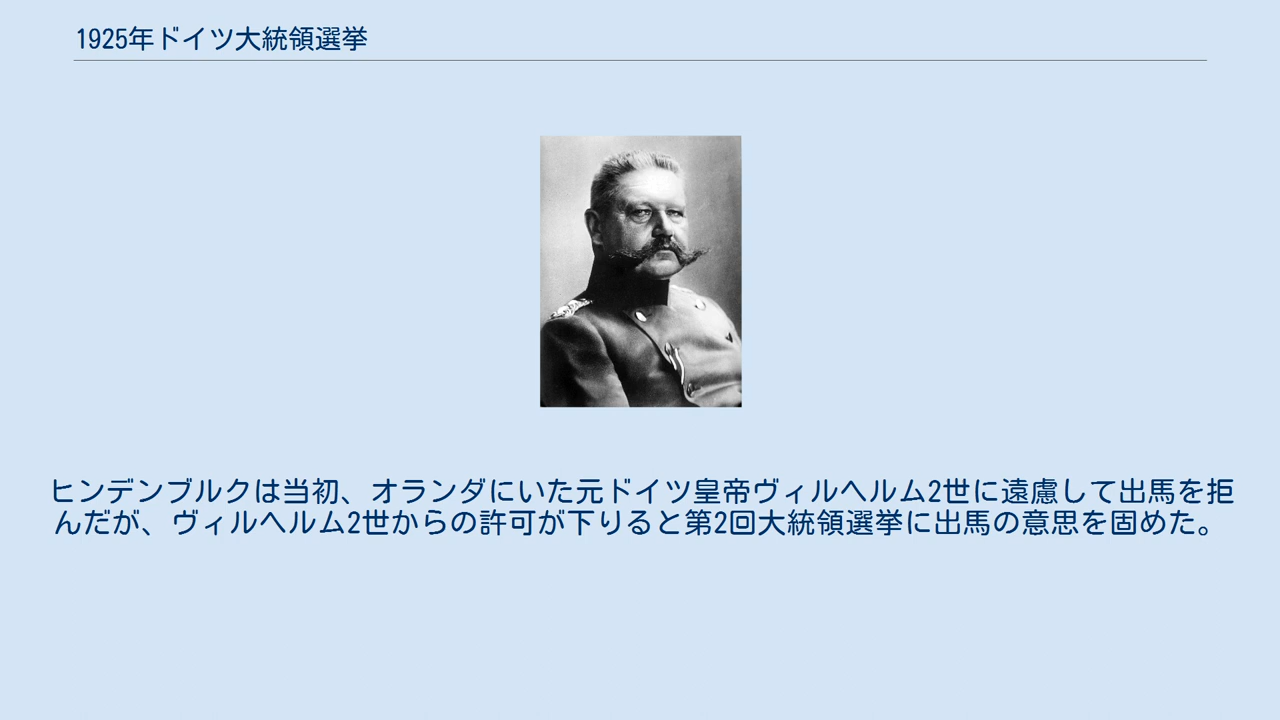 1925年ドイツ大統領選挙
ヒンデンブルクは当初、オランダにいた元ドイツ皇帝ヴィルヘルム2世に遠慮して出馬を拒
んだが、ヴィルヘルム2世からの許可が下りると第2回大統領選挙に出馬の意思を固めた。